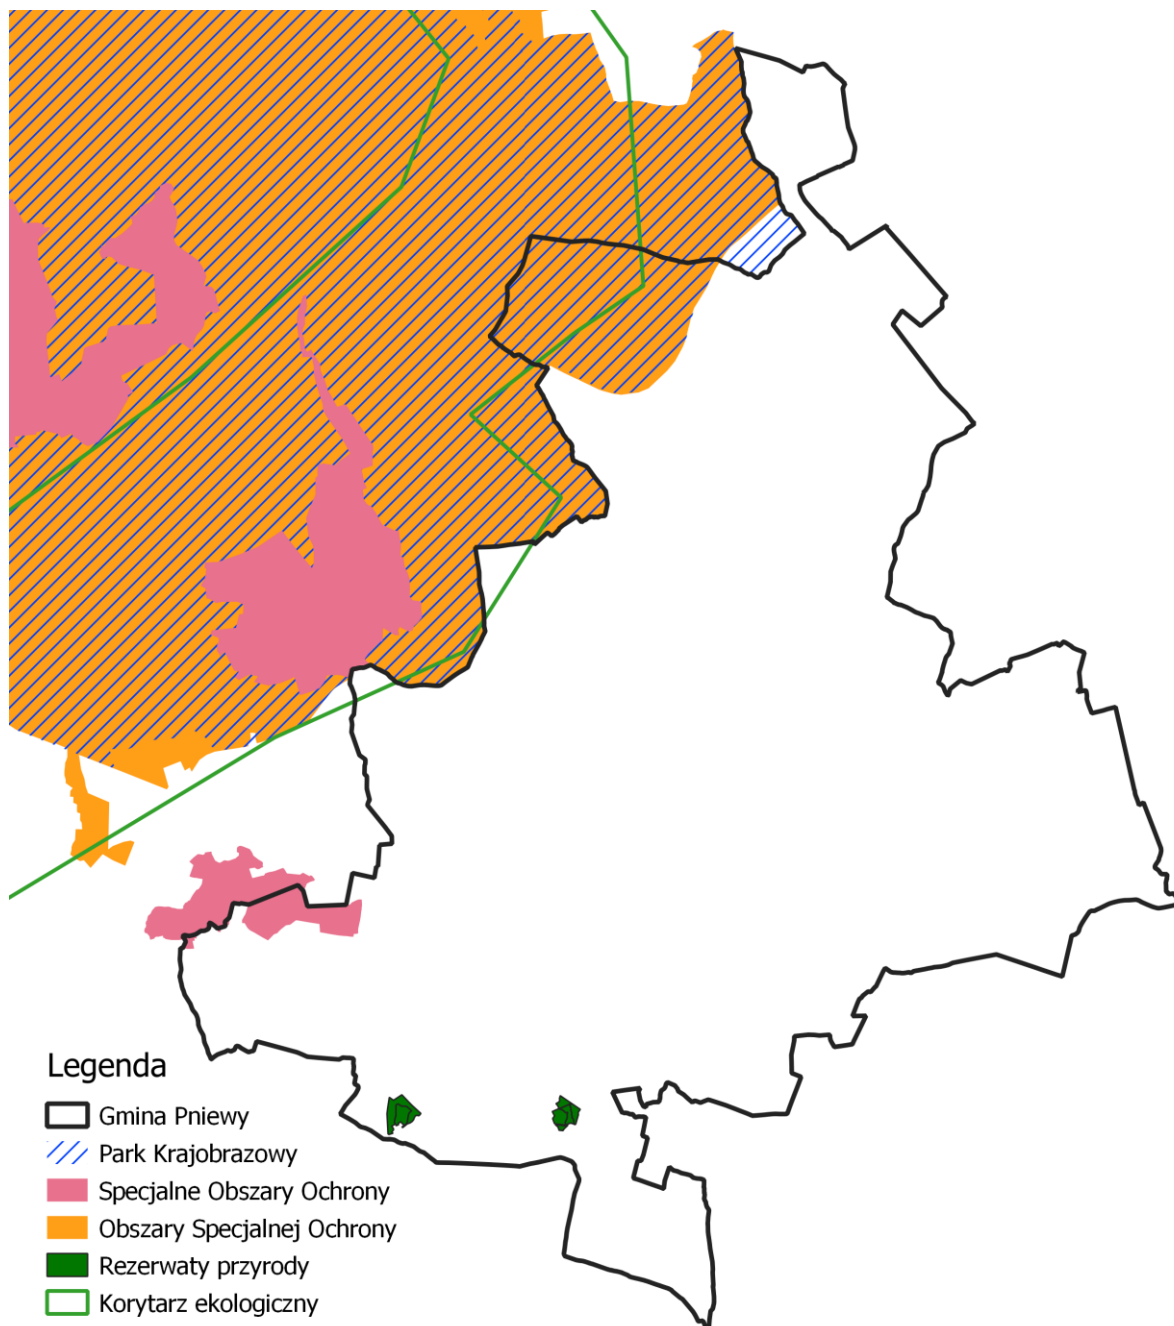 Legenda
Gmina Pniewy
Park Krajobrazowy
Specjalne Obszary Ochrony
Obszary Specjalnej Ochrony
Rezerwaty przyrody
Korytarz ekologiczny